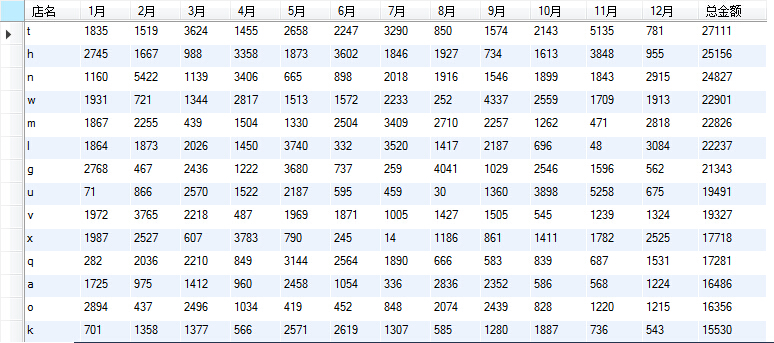 店名 1月 2月 3月 4月 5月 6月 7月 8月 9月 10月 11月 12月 总金额
t 1835 1519 3624 1455 2658 2247 3290 850 1574 2143 5135 781 27111
h 2745 1667 988 3358 1873 3602 1846 1927 734 1613 3848 955 25156
n 1160 5422 1139 3406 665 898 2018 1916 1546 1899 1843 2915 24827
w 1931 721 1344 2817 1513 1572 2233 252 4337 2559 1709 1913 22901
m 1867 2255 439 1504 1330 2504 3409 2710 2257 1262 471 2818 22826
l 1864 1873 2026 1450 3740 332 3520 1417 2187 696 48 3084 22237
g 2768 467 2436 1222 3680 737 259 4041 1029 2546 1596 562 21343
u 71 866 2570 1522 2187 595 459 30 1360 3898 5258 675 19491
v 1972 3765 2218 487 1969 1871 1005 1427 1505 545 1239 1324 19327
x 1987 2527 607 3783 790 245 14 1186 861 1411 1782 2525 17718
q 282 2036 2210 849 3144 2564 1890 666 583 839 687 1531 17281
a 1725 975 1412 960 2458 1054 336 2836 2352 586 568 1224 16486
o 2894 437 2496 1034 419 452 848 2074 2439 828 1220 1215 16356
k 701 1358 1377 566 2571 2619 1307 585 1280 1887 736 543 15530